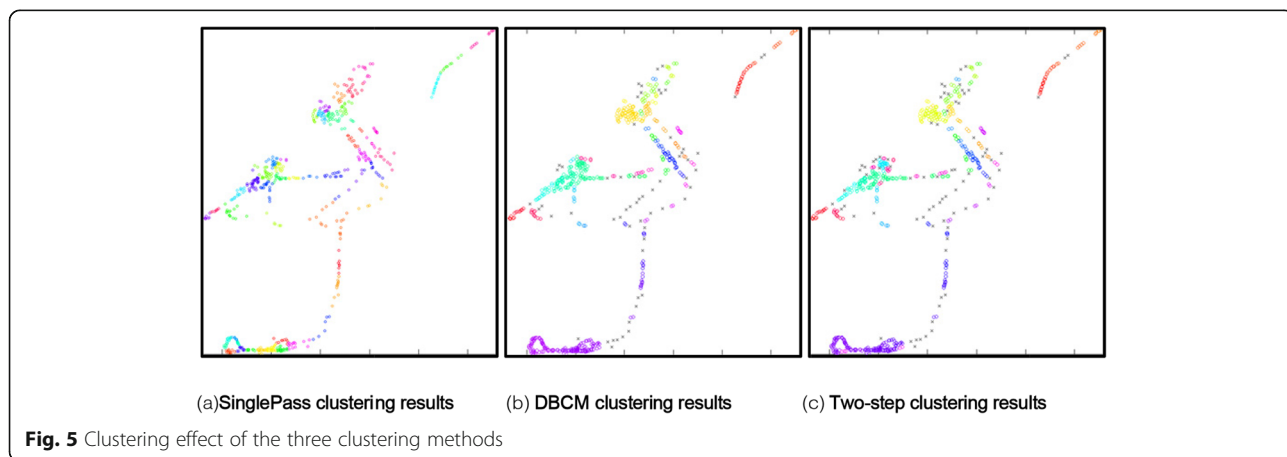 (a)SinglePass clustering results
(b) DBCM clustering results
(c) Two-step clustering results
Fig. 5 Clustering effect of the three clustering methods